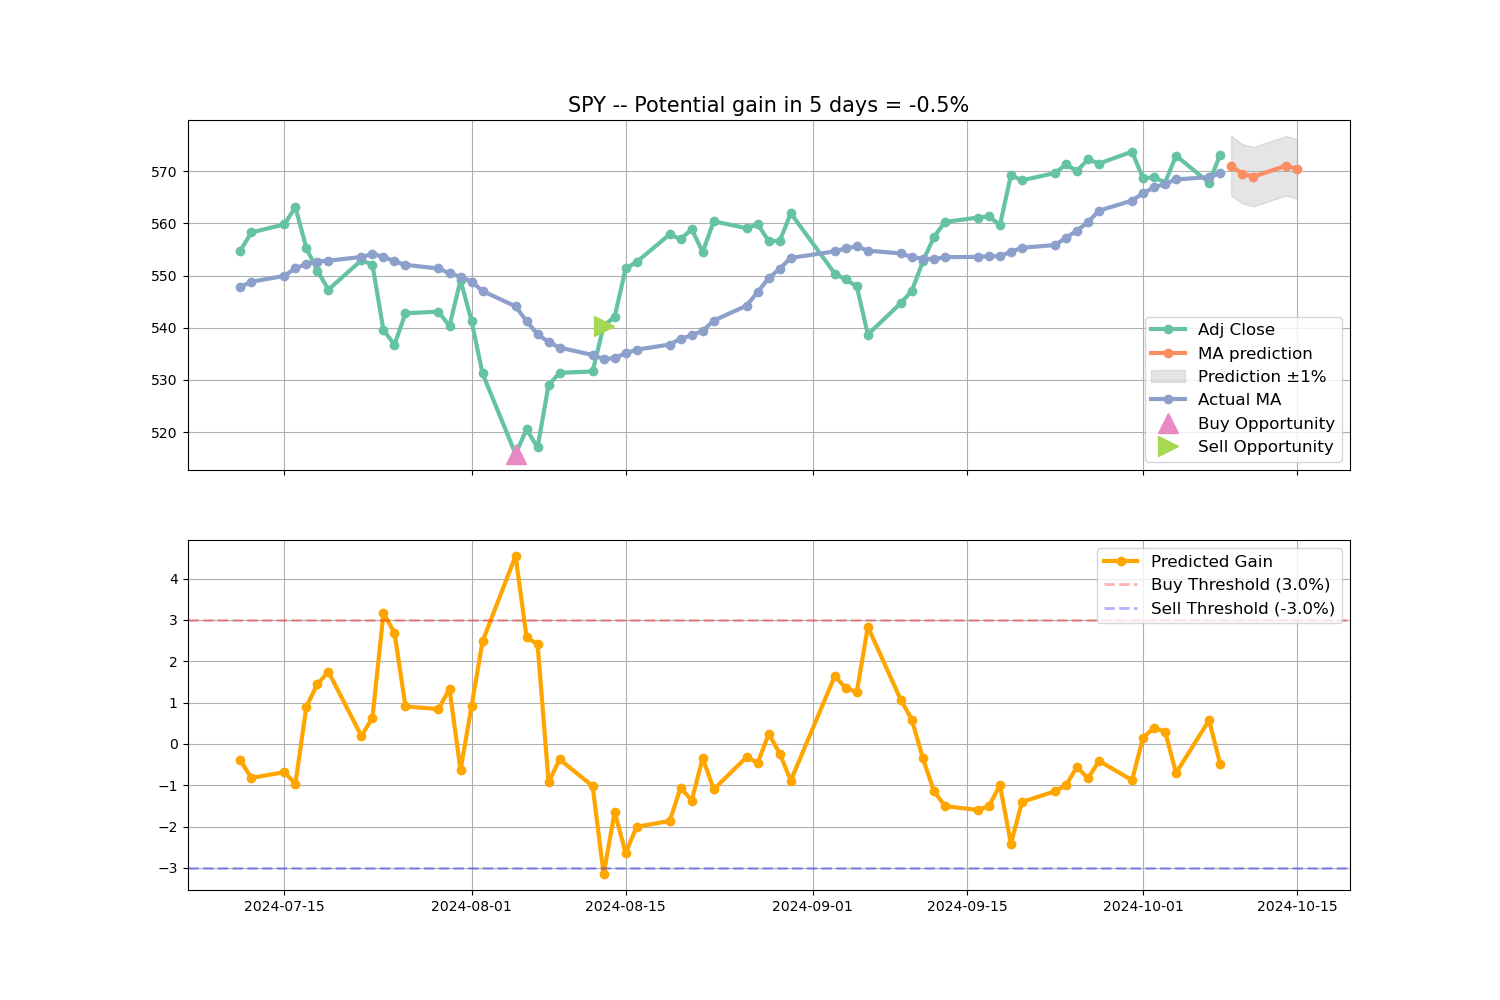 SPY -- Potential gain in 5 days = -0.5%
570
560
550
540
530
520
Adj Close
MA prediction
Prediction ±1%
Actual MA
Buy Opportunity
Sell Opportunity
4
3
2
1
0
−1
−2
−3
Predicted Gain
Buy Threshold (3.0%)
Sell Threshold (-3.0%)
2024-07-15
2024-08-01
2024-08-15
2024-09-01
2024-09-15
2024-10-01
2024-10-15